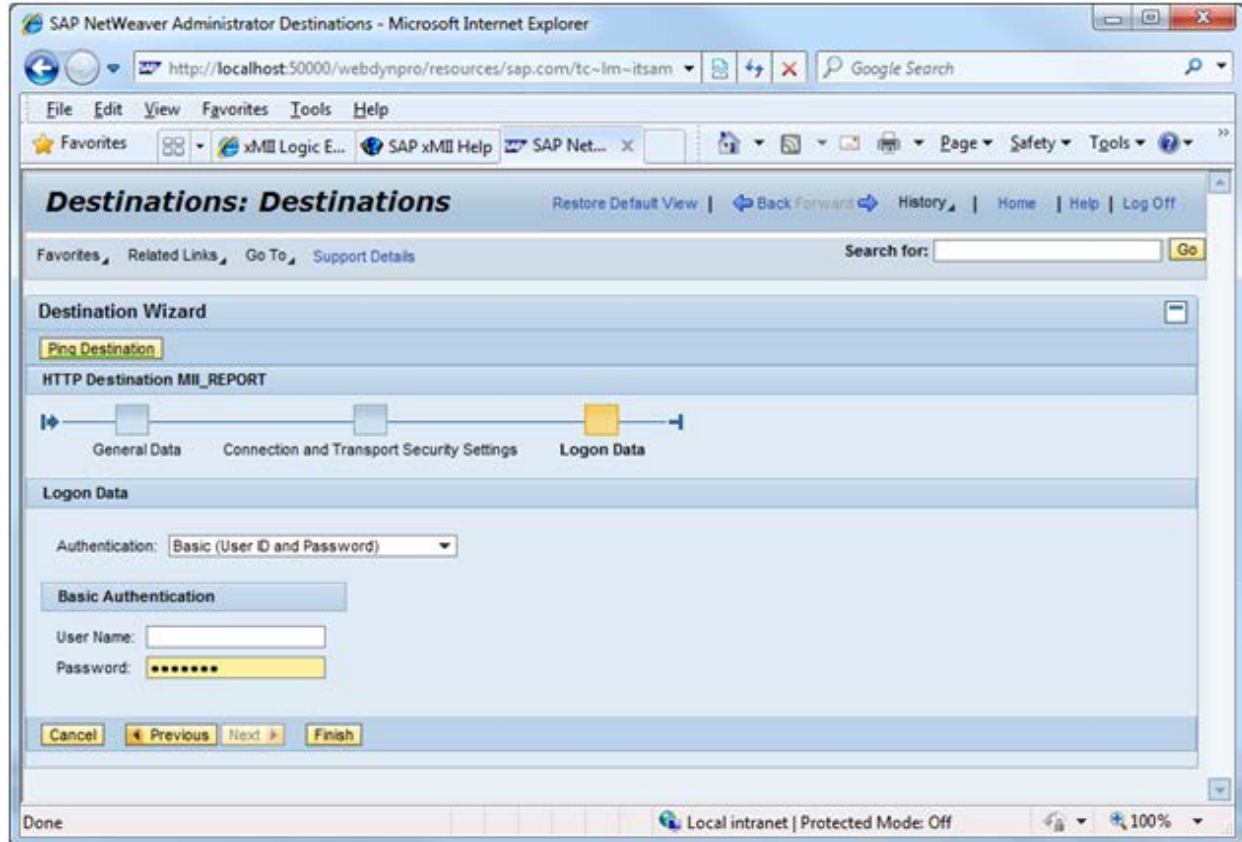 SAP NetWeaver Administrator Destinations - Microsoft Internet Explorer
http://localhost:50000/webdynpro/resources/sap.com/tc~lm~itsam Google Search
File Edit View Favorites Tools Help
Favorites xMII Logic E... SAP xMII Help SAP Net... Page Safety Tools
Destinations: Destinations Restore Default View | Back Forward History | Home | Help | Log Off
Favorites Related Links Go To Support Details Search for: Go
Destination Wizard
Ping Destination
HTTP Destination MII_REPORT
General Data Connection and Transport Security Settings Logon Data
Logon Data
Authentication: Basic (User ID and Password)
Basic Authentication
User Name:
Password: •••••••
Cancel Previous Next Finish
Done Local intranet | Protected Mode: Off 100%